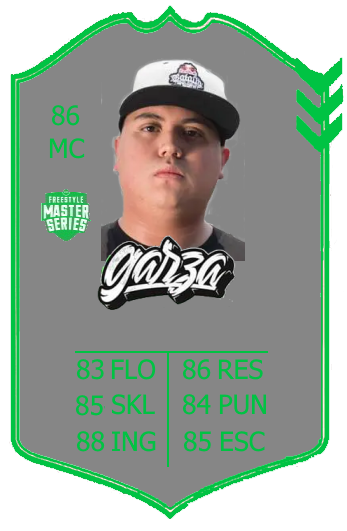 86
MC
FREESTYLE
MASTER
SERIES
garza
83 FLO 86 RES
85 SKL 84 PUN
88 ING 85 ESC